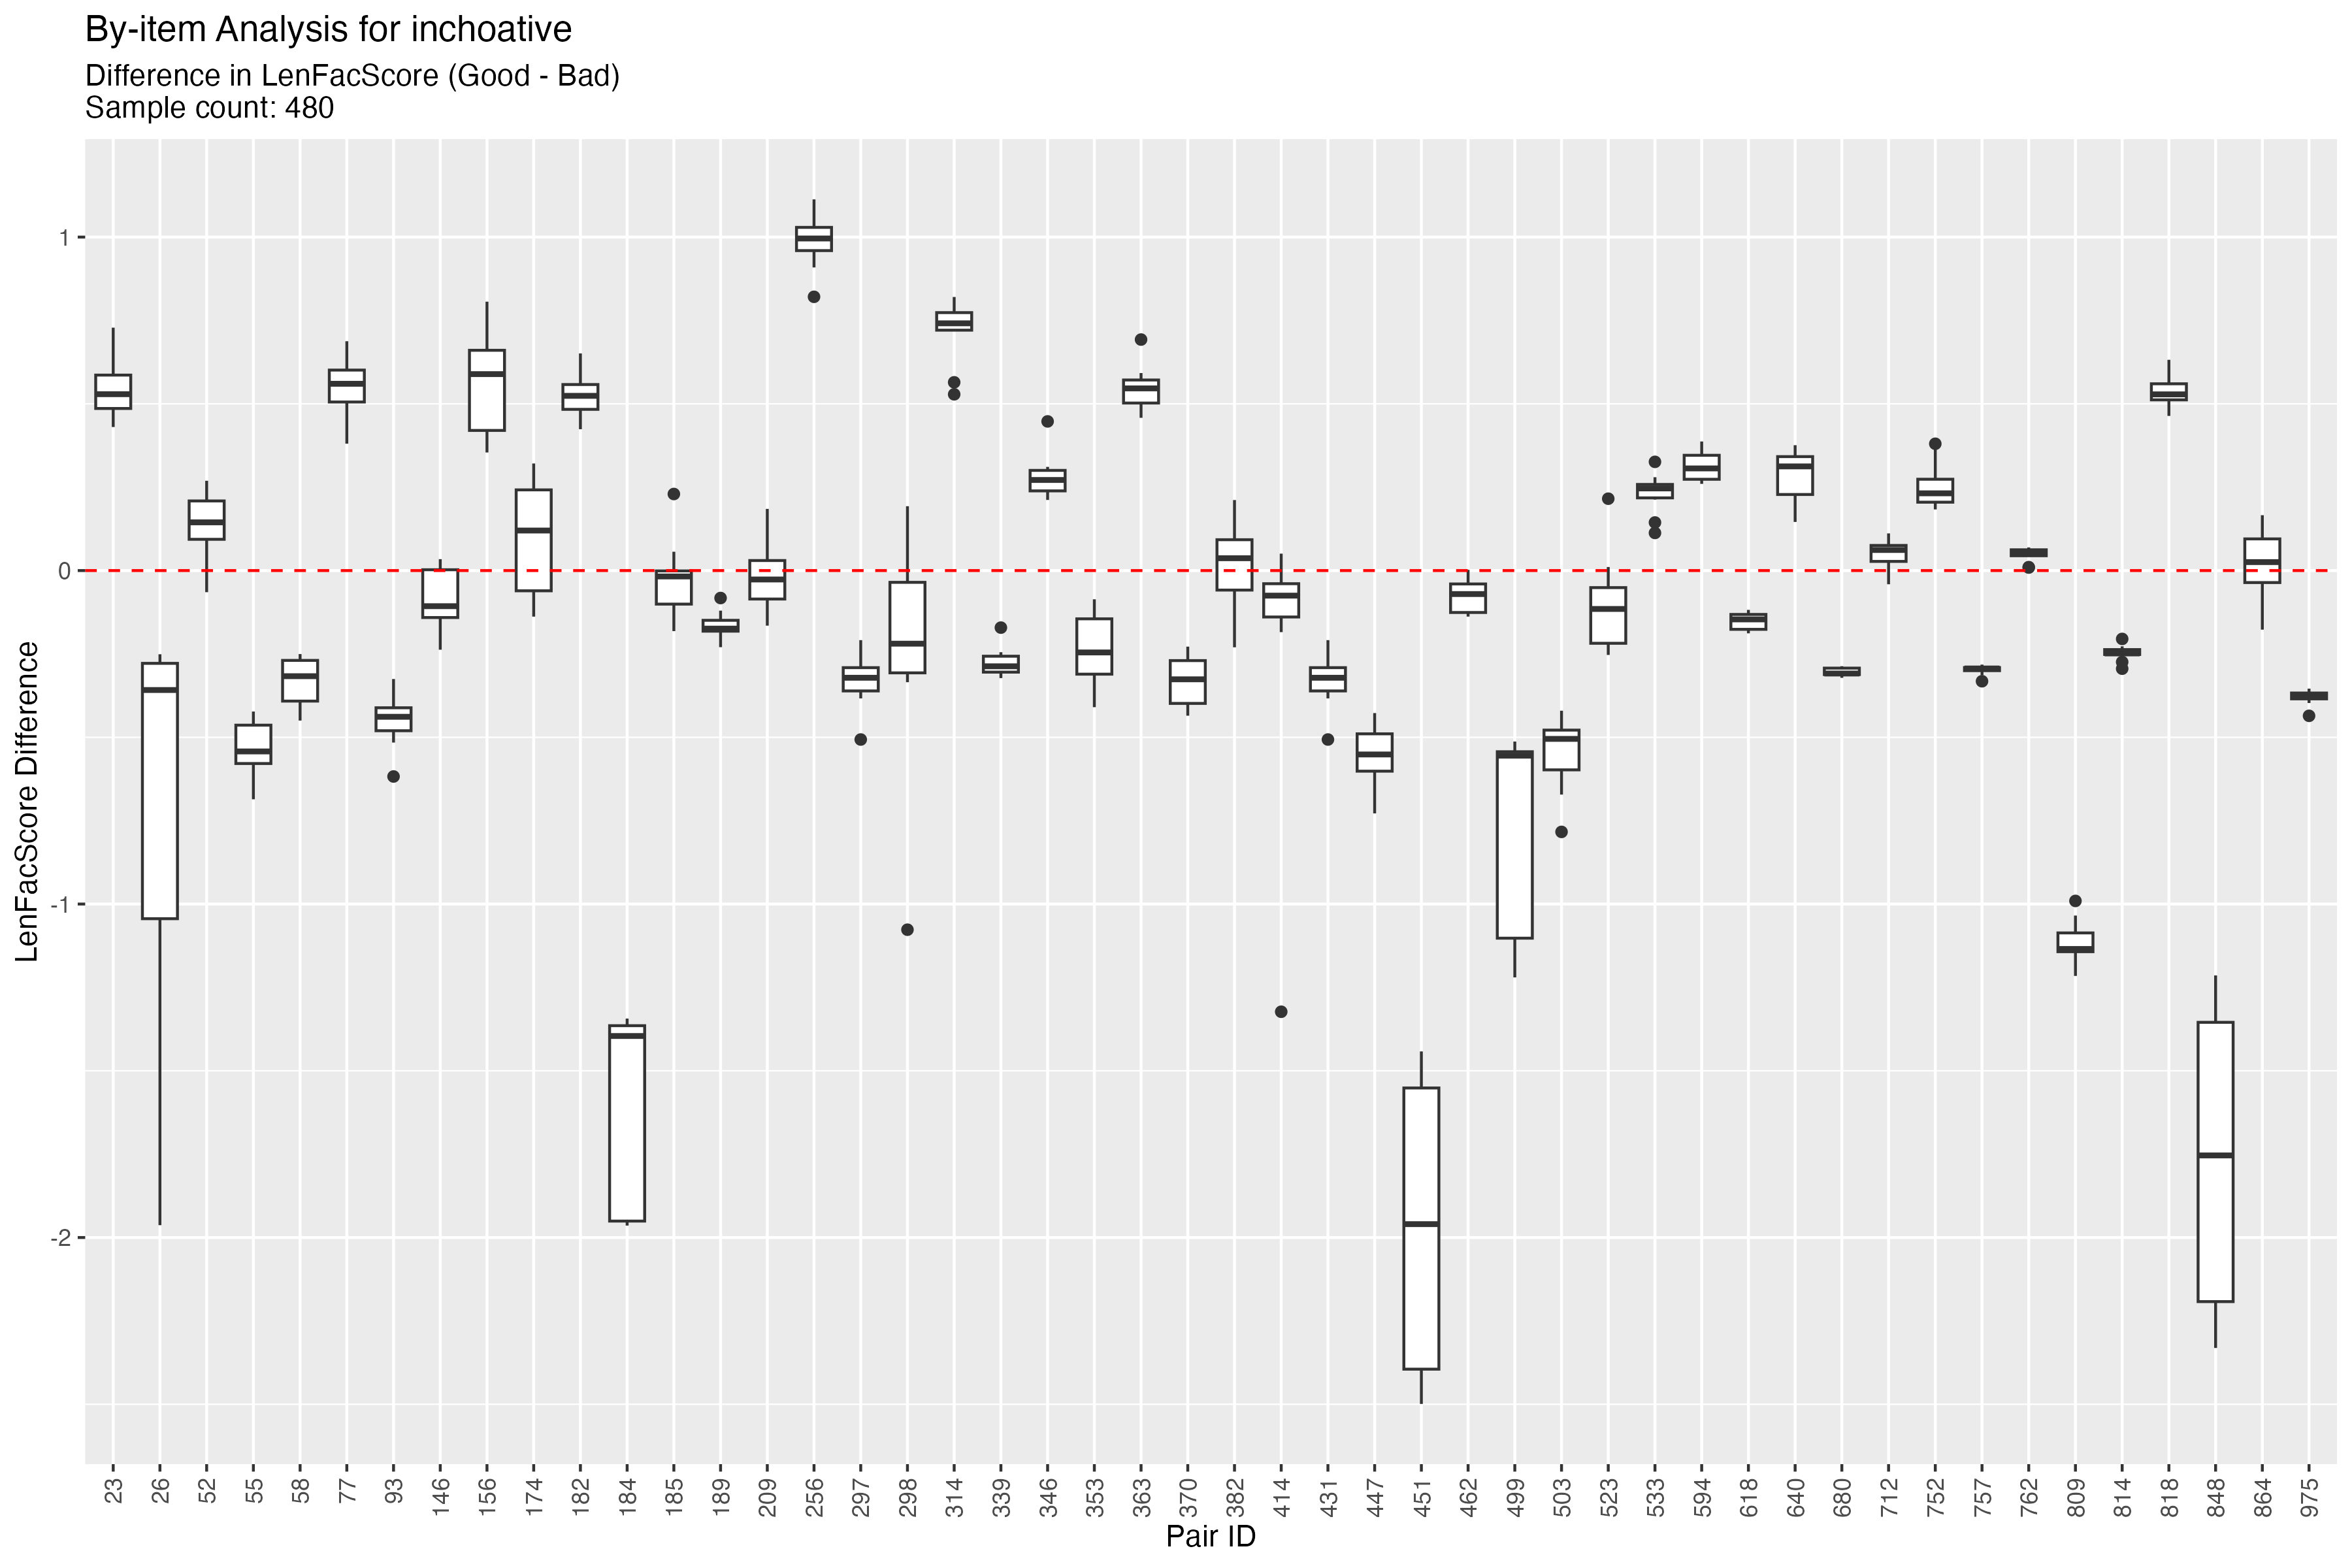 By-item Analysis for inchoative
Difference in LenFacScore (Good - Bad)
Sample count: 480
LenFacScore Difference
1
0
-1
-2
23 26 52 55 58 77 93 146 156 174 182 184 185 189 209 256 297 298 314 339 346 353 363 370 382 414 431 447 451 462 499 503 523 533 594 618 640 680 712 752 757 762 809 814 818 848 864 975
Pair ID